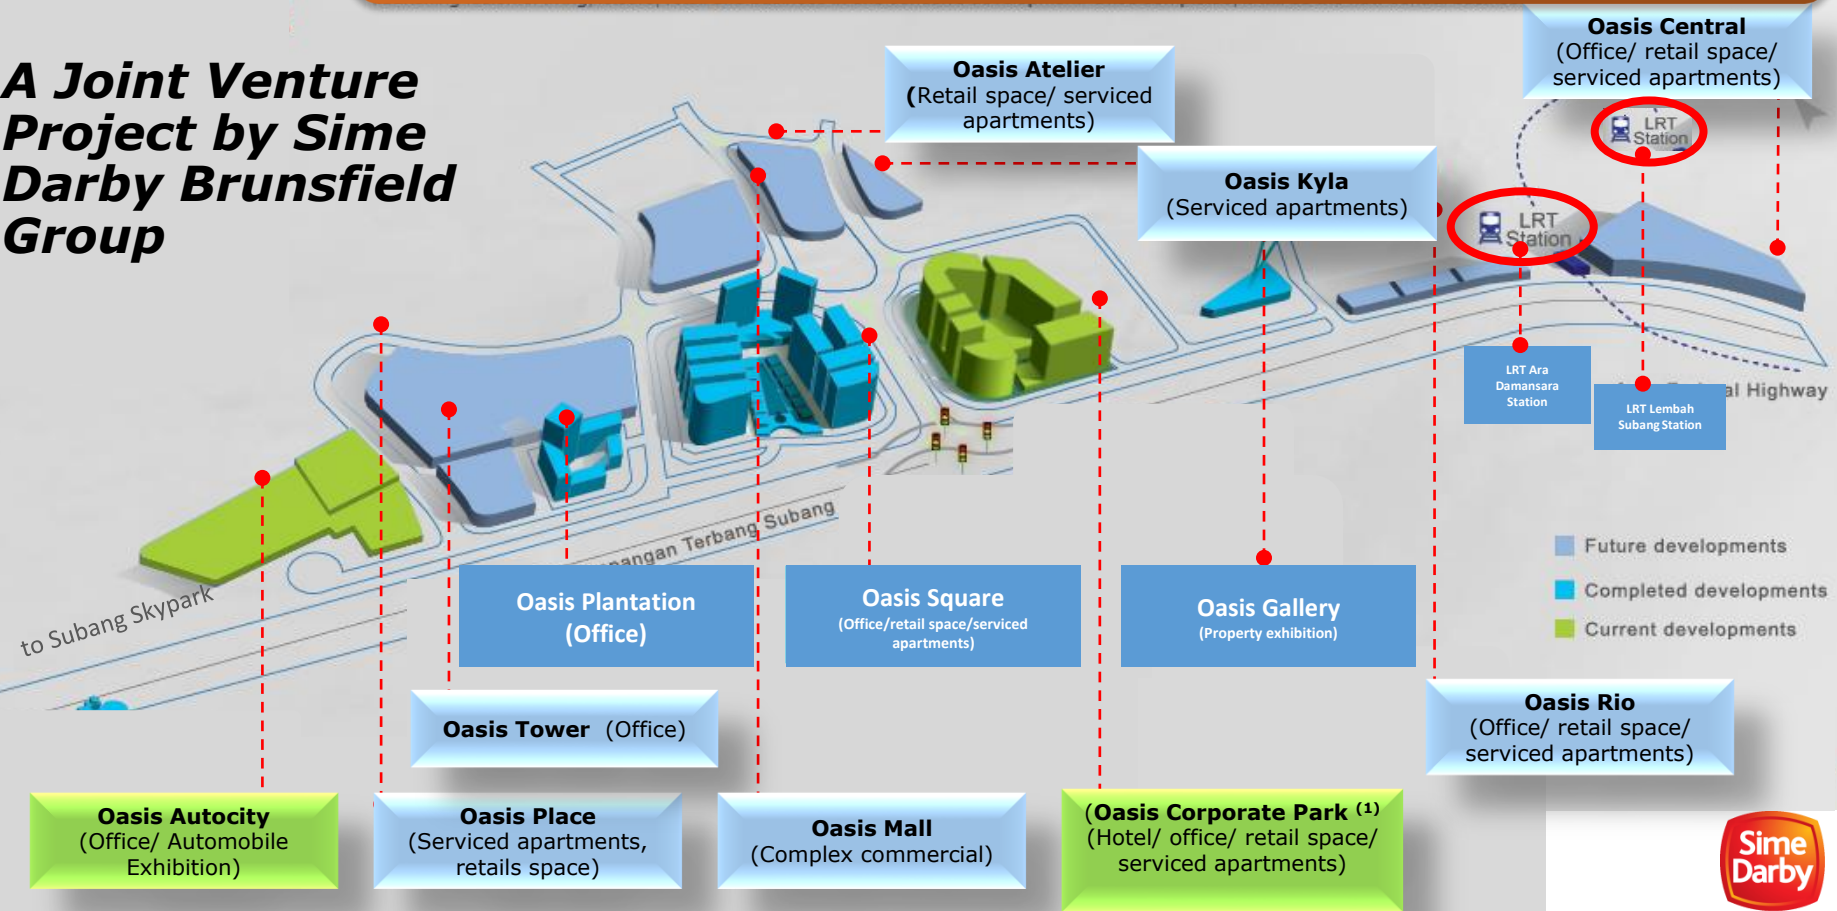 A Joint Venture
Project by Sime
Darby Brunsfield
Group
Oasis Central
(Office/ retail space/
serviced apartments)
Oasis Atelier
(Retail space/ serviced
apartments)
Oasis Kyla
(Serviced apartments)
LRT
Station
LRT
Station
LRT Ara
Damansara
Station
LRT Lembah
Subang Station
al Highway
Future developments
Completed developments
Current developments
pangan Terbang Subang
to Subang Skypark
Oasis Plantation
(Office)
Oasis Square
(Office/retail space/serviced
apartments)
Oasis Gallery
(Property exhibition)
Oasis Tower (Office)
Oasis Rio
(Office/ retail space/
serviced apartments)
Oasis Autocity
(Office/ Automobile
Exhibition)
Oasis Place
(Serviced apartments,
retails space)
Oasis Mall
(Complex commercial)
(Oasis Corporate Park (1)
(Hotel/ office/ retail space/
serviced apartments)
Sime
Darby